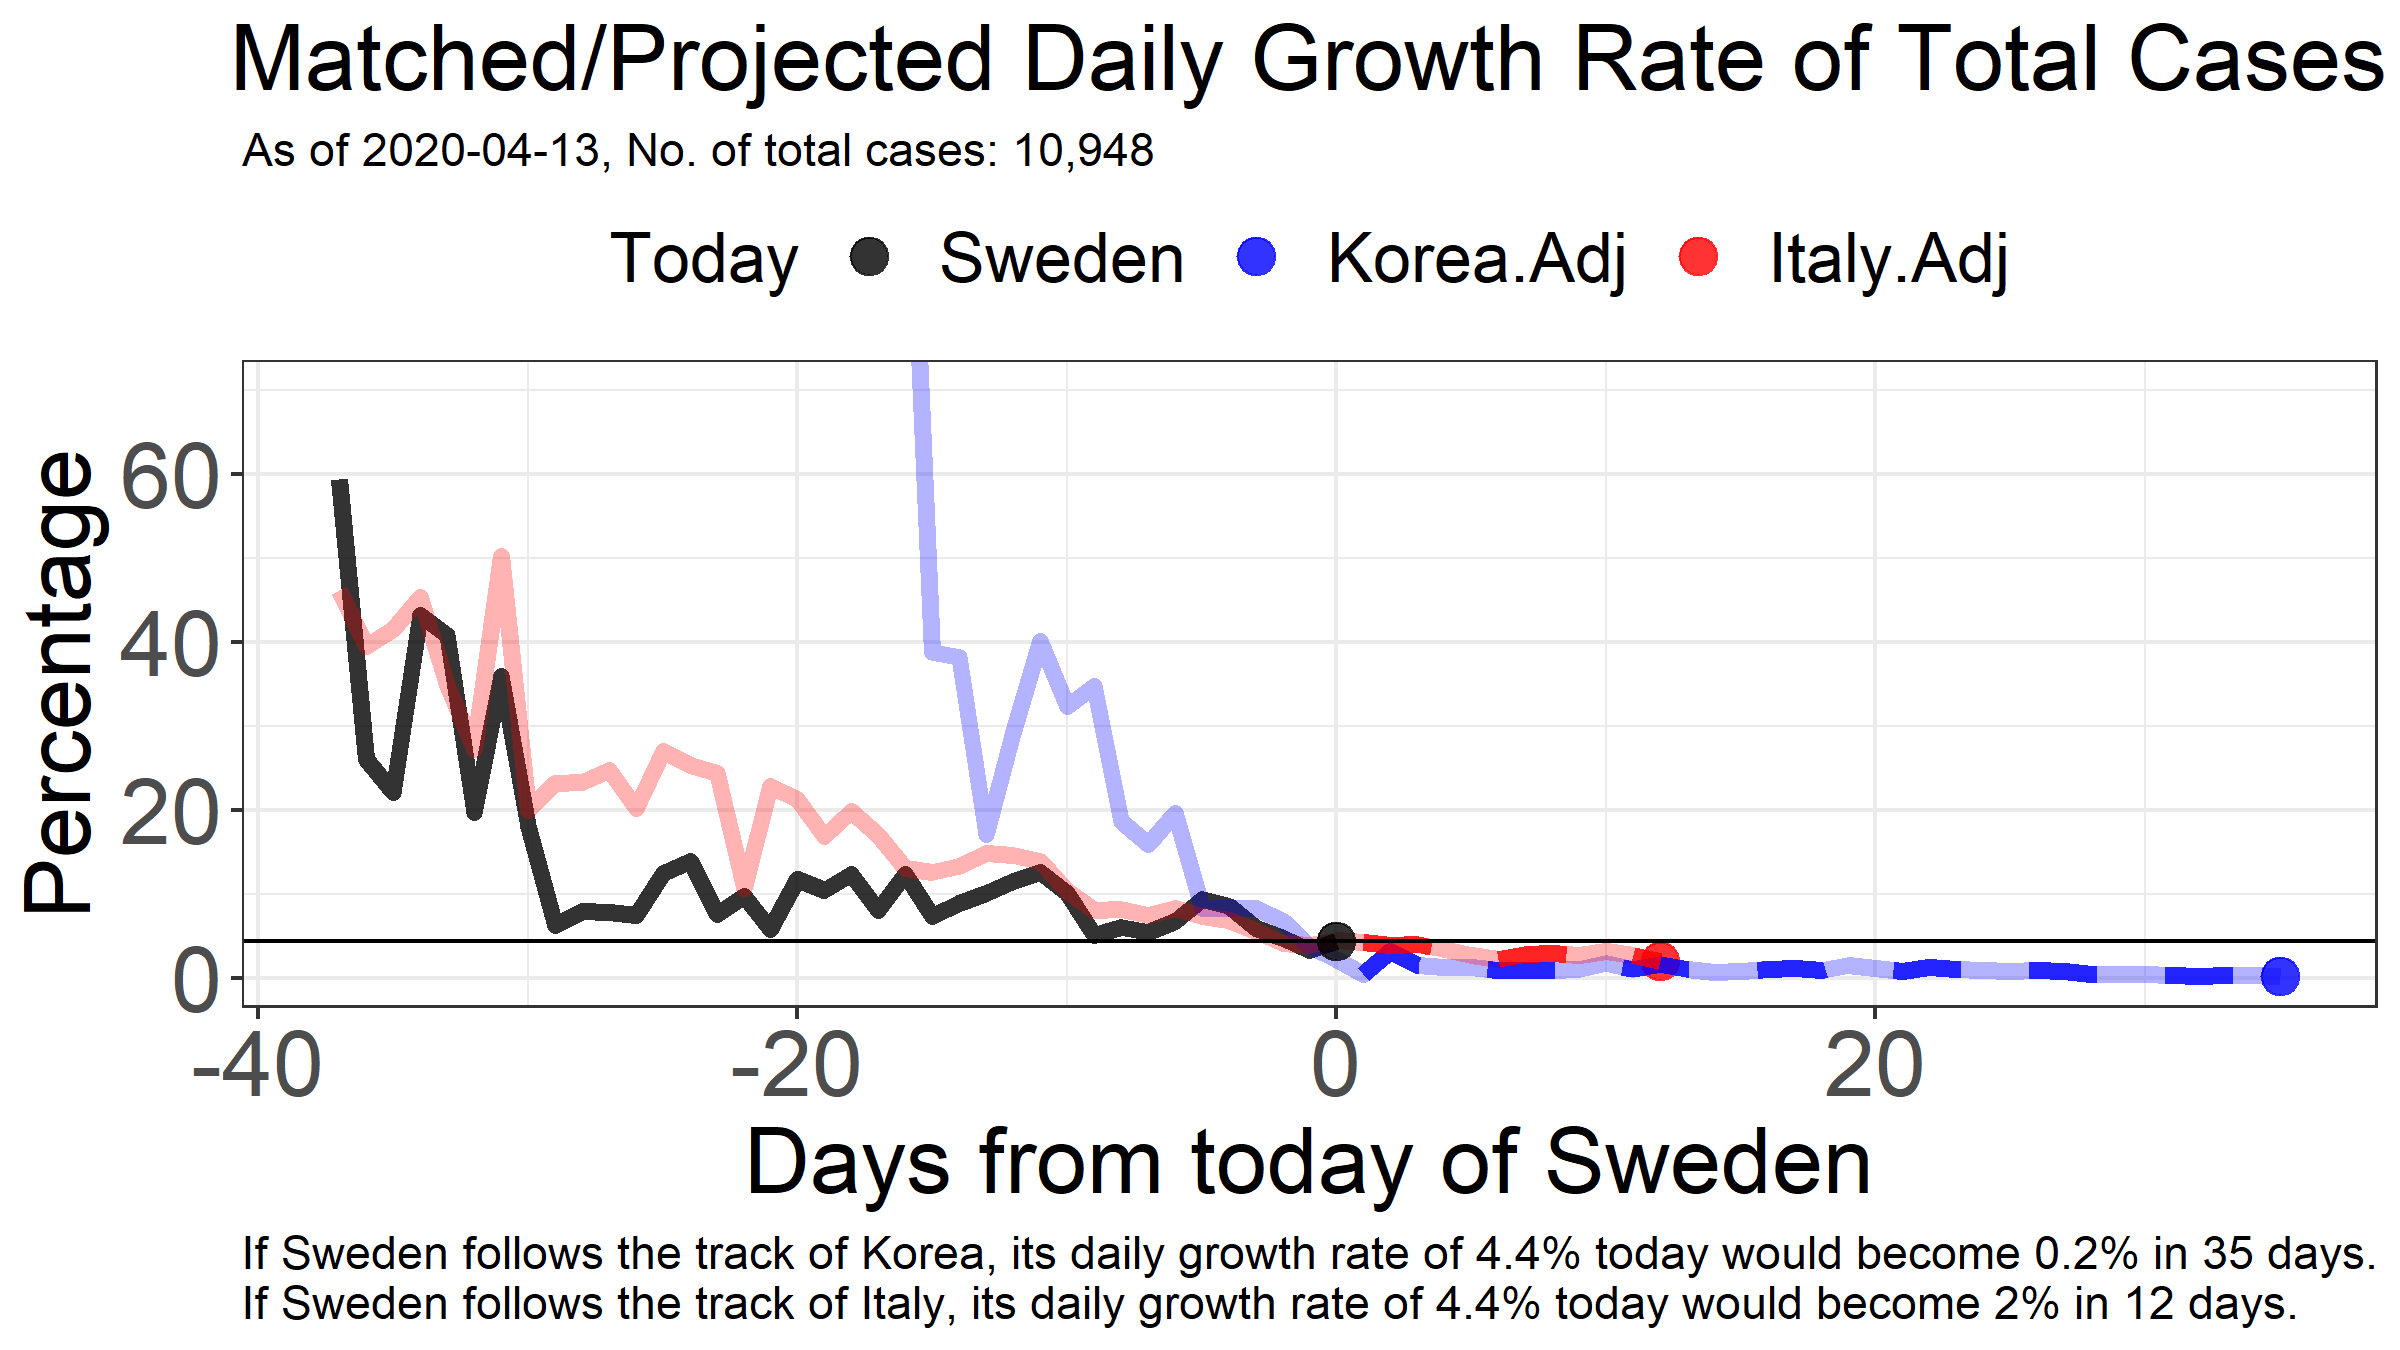 Matched/Projected Daily Growth Rate of Total Cases
As of 2020-04-13, No. of total cases: 10,948
Today Sweden Korea.Adj Italy.Adj
Percentage
60
40
20
0
-40 -20 0 20
Days from today of Sweden
If Sweden follows the track of Korea, its daily growth rate of 4.4% today would become 0.2% in 35 days.
If Sweden follows the track of Italy, its daily growth rate of 4.4% today would become 2% in 12 days.